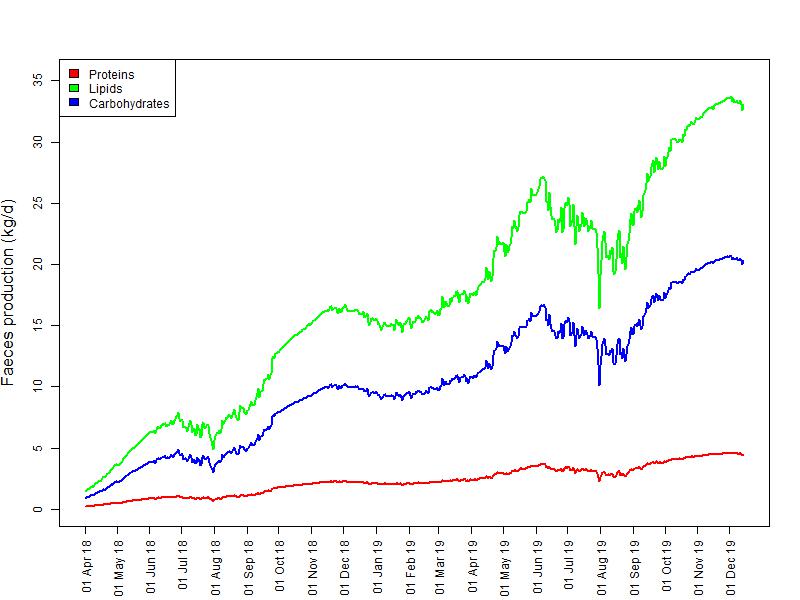 Proteins
Lipids
Carbohydrates
Faeces production (kg/d)
35
30
25
20
15
10
5
0
01 Apr 18
01 May 18
01 Jun 18
01 Jul 18
01 Aug 18
01 Sep 18
01 Oct 18
01 Nov 18
01 Dec 18
01 Jan 19
01 Feb 19
01 Mar 19
01 Apr 19
01 May 19
01 Jun 19
01 Jul 19
01 Aug 19
01 Sep 19
01 Oct 19
01 Nov 19
01 Dec 19